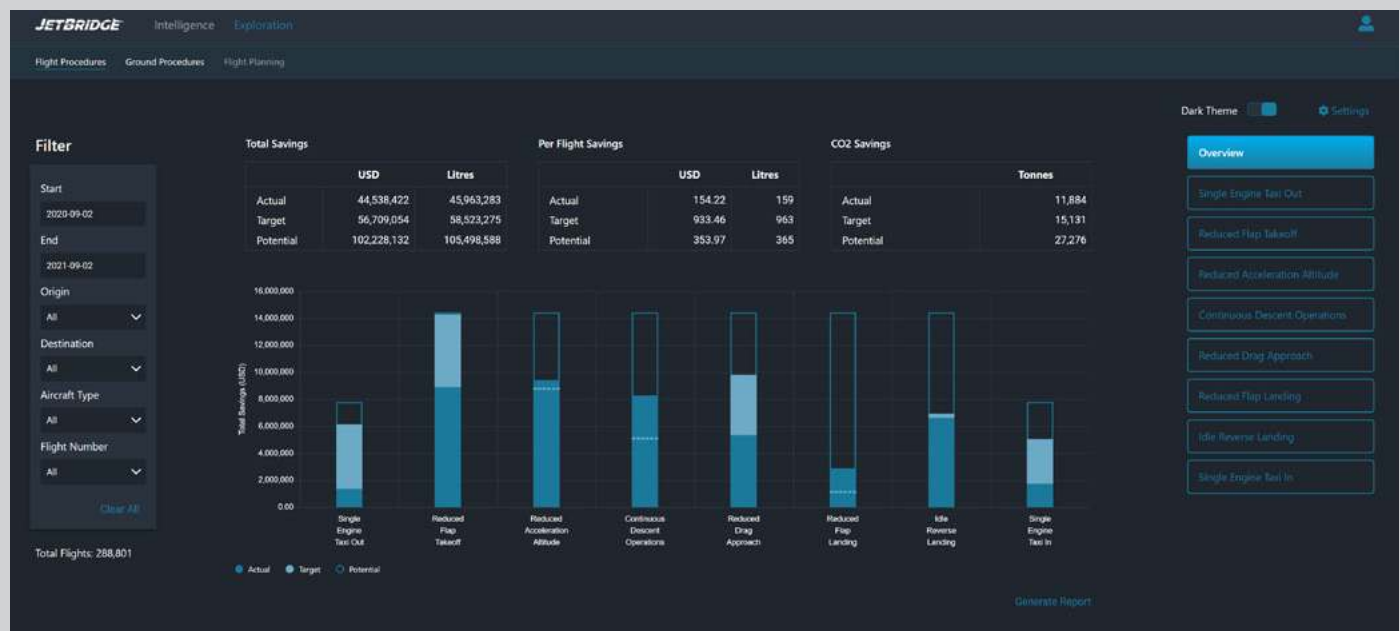 JETBRIDGE Intelligence Exploration
Flight Procedures Ground Procedures Flight Planning
Dark Theme Settings
Filter
Start
2020-09-02
End
2021-09-02
Origin
All
Destination
All
Aircraft Type
All
Flight Number
All
Clear All
Total Flights: 288,801
Total Savings
USD Litres
Actual 44,538,422 45,963,283
Target 56,709,054 58,523,275
Potential 102,228,132 105,498,588
Per Flight Savings
USD Litres
Actual 154.22 159
Target 933.46 963
Potential 353.97 365
CO2 Savings
Tonnes
Actual 11,884
Target 15,131
Potential 27,276
Total Savings (USD)
16,000,000
14,000,000
12,000,000
10,000,000
8,000,000
6,000,000
4,000,000
2,000,000
0.00
Single
Engine
Taxi Out
Reduced
Flap
Takeoff
Reduced
Acceleration
Altitude
Continuous
Descent
Operations
Reduced
Drag
Approach
Reduced
Flap
Landing
Idle
Reverse
Landing
Single
Engine
Taxi In
Actual Target Potential
Generate Report
Overview
Single Engine Taxi Out
Reduced Flap Takeoff
Reduced Acceleration Altitude
Continuous Descent Operations
Reduced Drag Approach
Reduced Flap Landing
Idle Reverse Landing
Single Engine Taxi In